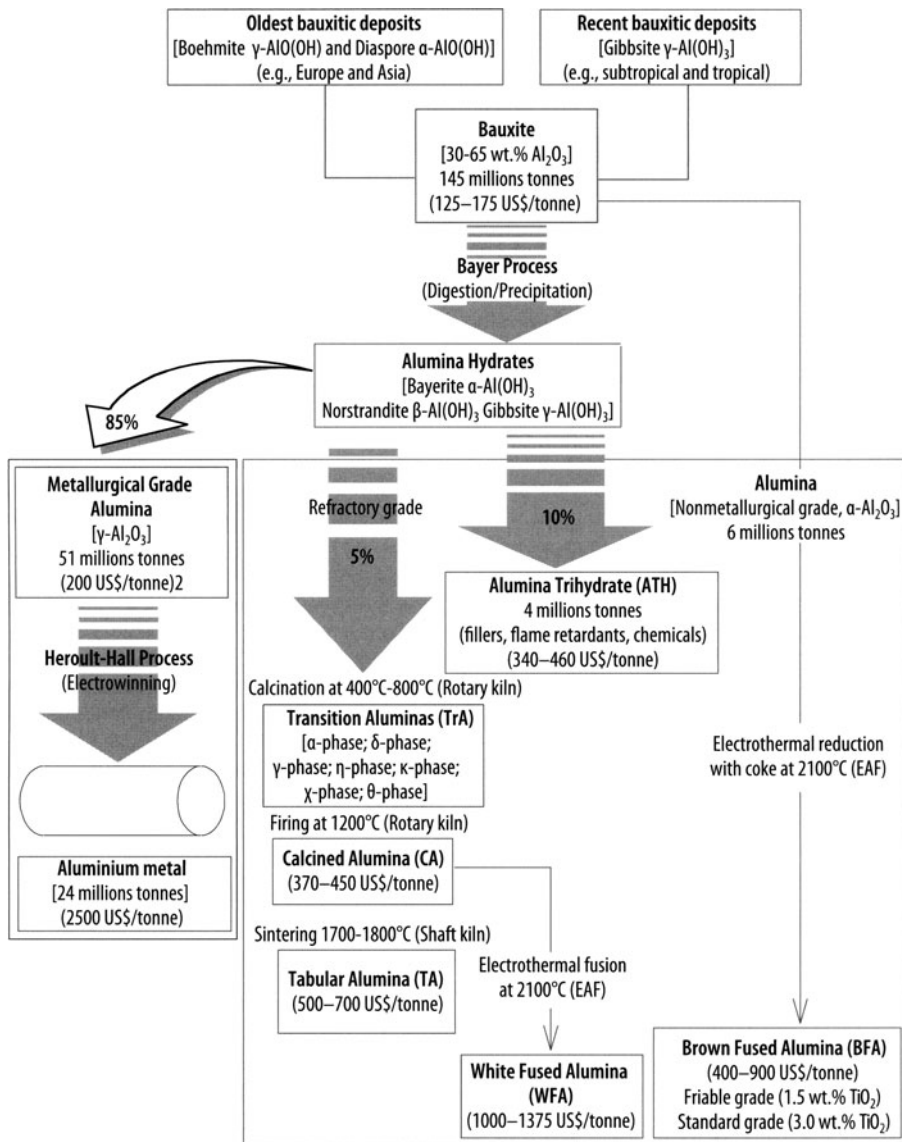 Oldest bauxitic deposits
[Boehmite γ-AlO(OH) and Diaspore α-AlO(OH)]
(e.g., Europe and Asia)
Recent bauxitic deposits
[Gibbsite γ-Al(OH)₃]
(e.g., subtropical and tropical)
Bauxite
[30-65 wt.% Al₂O₃]
145 millions tonnes
(125–175 US$/tonne)
Bayer Process
(Digestion/Precipitation)
Alumina Hydrates
[Bayerite α-Al(OH)₃
Norstrandite β-Al(OH)₃ Gibbsite γ-Al(OH)₃]
85%
Metallurgical Grade
Alumina
[γ-Al₂O₃]
51 millions tonnes
(200 US$/tonne)2
Heroult-Hall Process
(Electrowinning)
Aluminium metal
[24 millions tonnes]
(2500 US$/tonne)
Refractory grade
5%
10%
Alumina
[Nonmetallurgical grade, α-Al₂O₃]
6 millions tonnes
Alumina Trihydrate (ATH)
4 millions tonnes
(fillers, flame retardants, chemicals)
(340–460 US$/tonne)
Calcination at 400°C-800°C (Rotary kiln)
Transition Aluminas (TrA)
[α-phase; δ-phase;
γ-phase; η-phase; κ-phase;
χ-phase; θ-phase]
Firing at 1200°C (Rotary kiln)
Calcined Alumina (CA)
(370–450 US$/tonne)
Sintering 1700-1800°C (Shaft kiln)
Tabular Alumina (TA)
(500–700 US$/tonne)
Electrothermal fusion
at 2100°C (EAF)
White Fused Alumina
(WFA)
(1000–1375 US$/tonne)
Electrothermal reduction
with coke at 2100°C (EAF)
Brown Fused Alumina (BFA)
(400–900 US$/tonne)
Friable grade (1.5 wt.% TiO₂)
Standard grade (3.0 wt.% TiO₂)